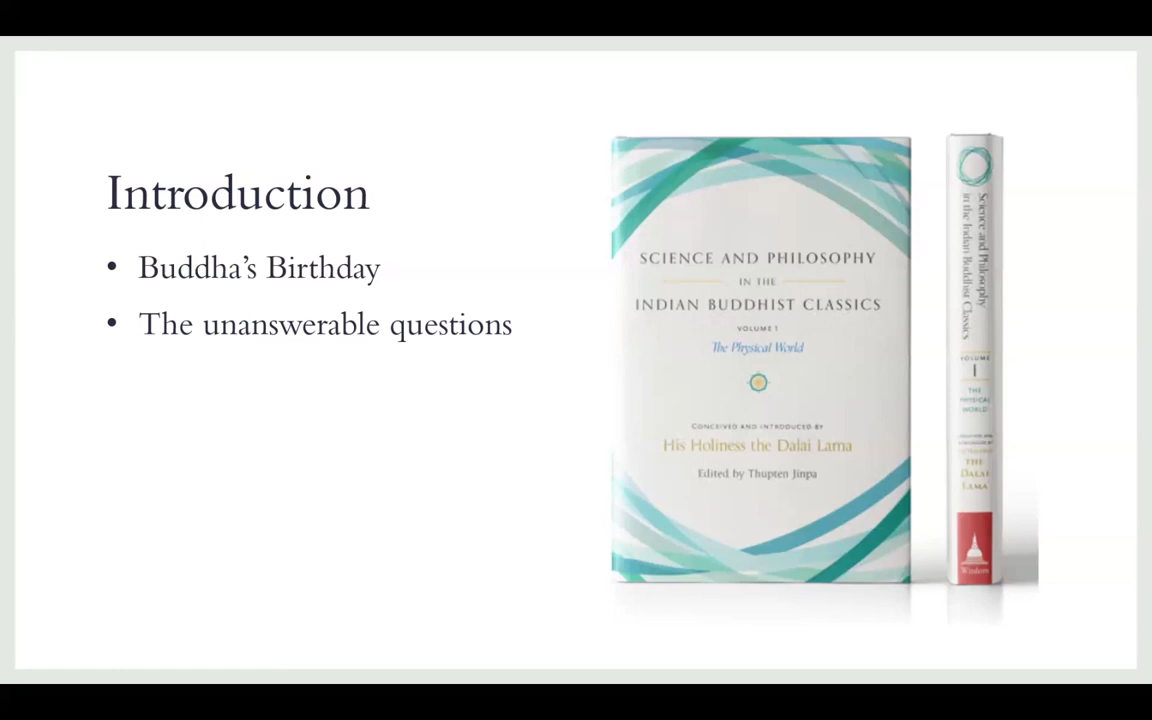 Introduction
• Buddha's Birthday
• The unanswerable questions
SCIENCE AND PHILOSOPHY
IN THE
INDIAN BUDDHIST CLASSICS
VOLUME 1
The Physical World
CONCEIVED AND INTRODUCED BY
His Holiness the Dalai Lama
Edited by Thupten Jinpa
Science and Philosophy
in the Indian Buddhist Classics
VOLUME
I
THE
PHYSICAL
WORLD
THE
DALAI
LAMA
Wisdom